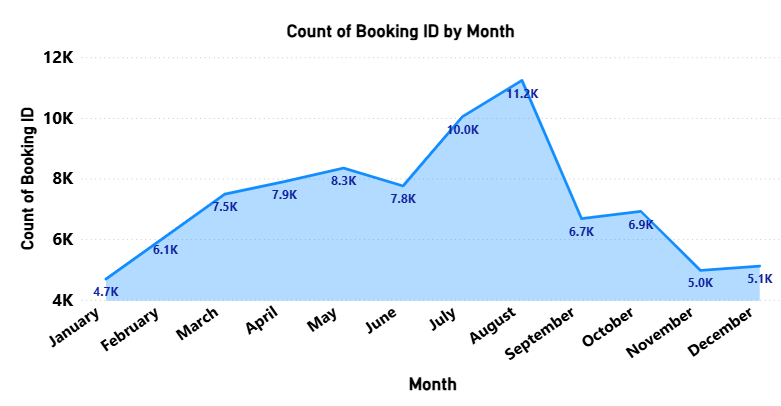 Count of Booking ID by Month
Count of Booking ID
12K
10K
8K
6K
4K
4.7K
6.1K
7.5K
7.9K
8.3K
7.8K
10.0K
11.2K
6.7K
6.9K
5.0K
5.1K
January
February
March
April
May
June
July
August
September
October
November
December
Month